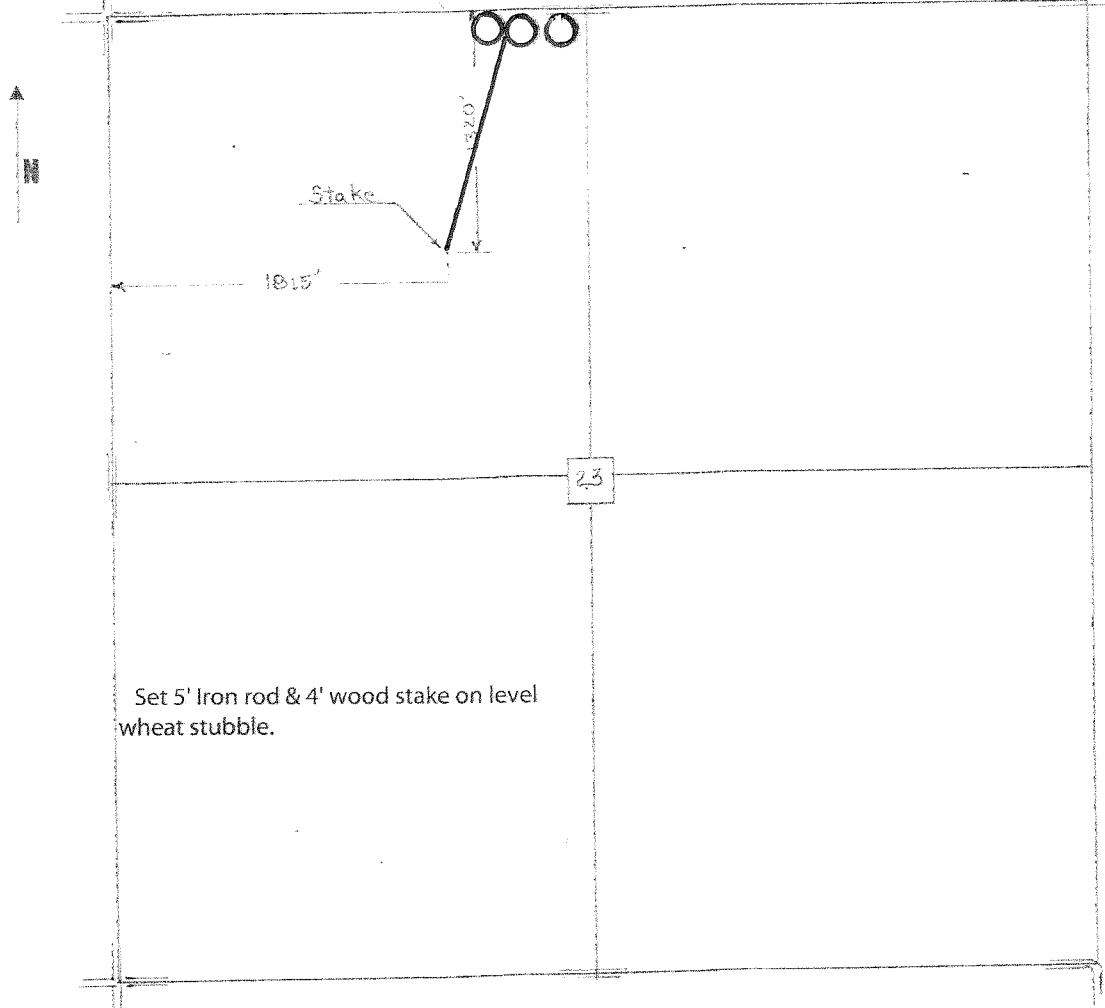 1320'
N
Stake
1815'
23
Set 5' Iron rod & 4' wood stake on level
wheat stubble.